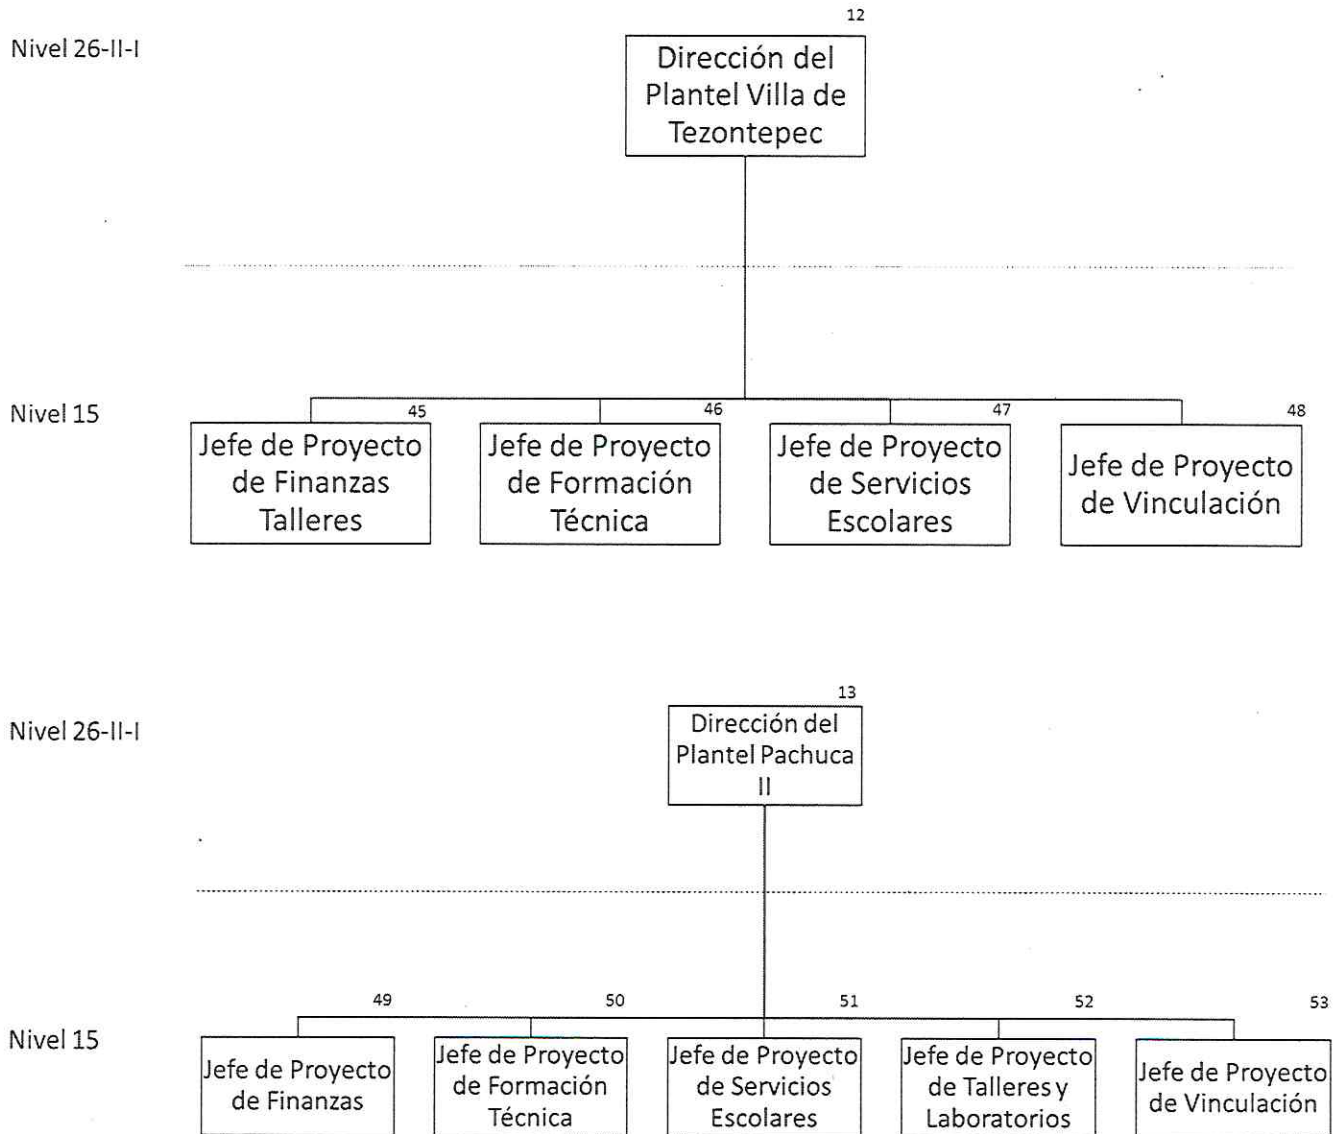 12
Nivel 26-II-I
Dirección del
Plantel Villa de
Tezontepec
Nivel 15
45
Jefe de Proyecto
de Finanzas
Talleres
46
Jefe de Proyecto
de Formación
Técnica
47
Jefe de Proyecto
de Servicios
Escolares
48
Jefe de Proyecto
de Vinculación
13
Nivel 26-II-I
Dirección del
Plantel Pachuca
II
Nivel 15
49
Jefe de Proyecto
de Finanzas
50
Jefe de Proyecto
de Formación
Técnica
51
Jefe de Proyecto
de Servicios
Escolares
52
Jefe de Proyecto
de Talleres y
Laboratorios
53
Jefe de Proyecto
de Vinculación